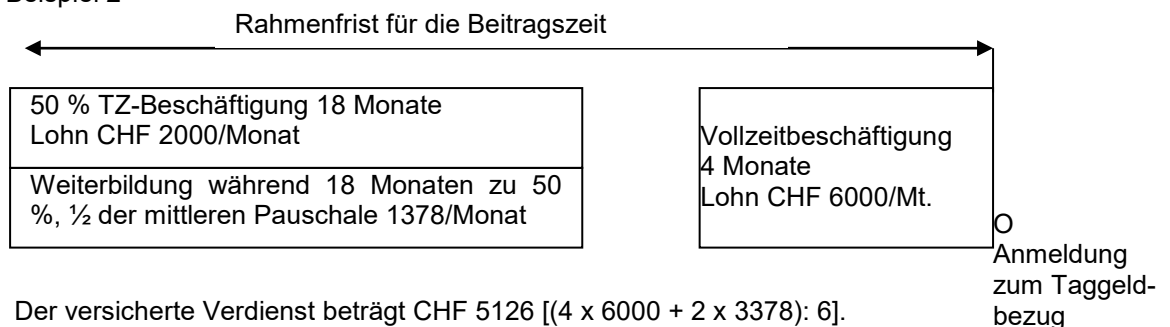 Rahmenfrist für die Beitragszeit
50 % TZ-Beschäftigung 18 Monate
Lohn CHF 2000/Monat
Weiterbildung während 18 Monaten zu 50
%, ½ der mittleren Pauschale 1378/Monat
Vollzeitbeschäftigung
4 Monate
Lohn CHF 6000/Mt.
O
Anmeldung
zum Taggeld-
bezug
Der versicherte Verdienst beträgt CHF 5126 [(4 x 6000 + 2 x 3378): 6].